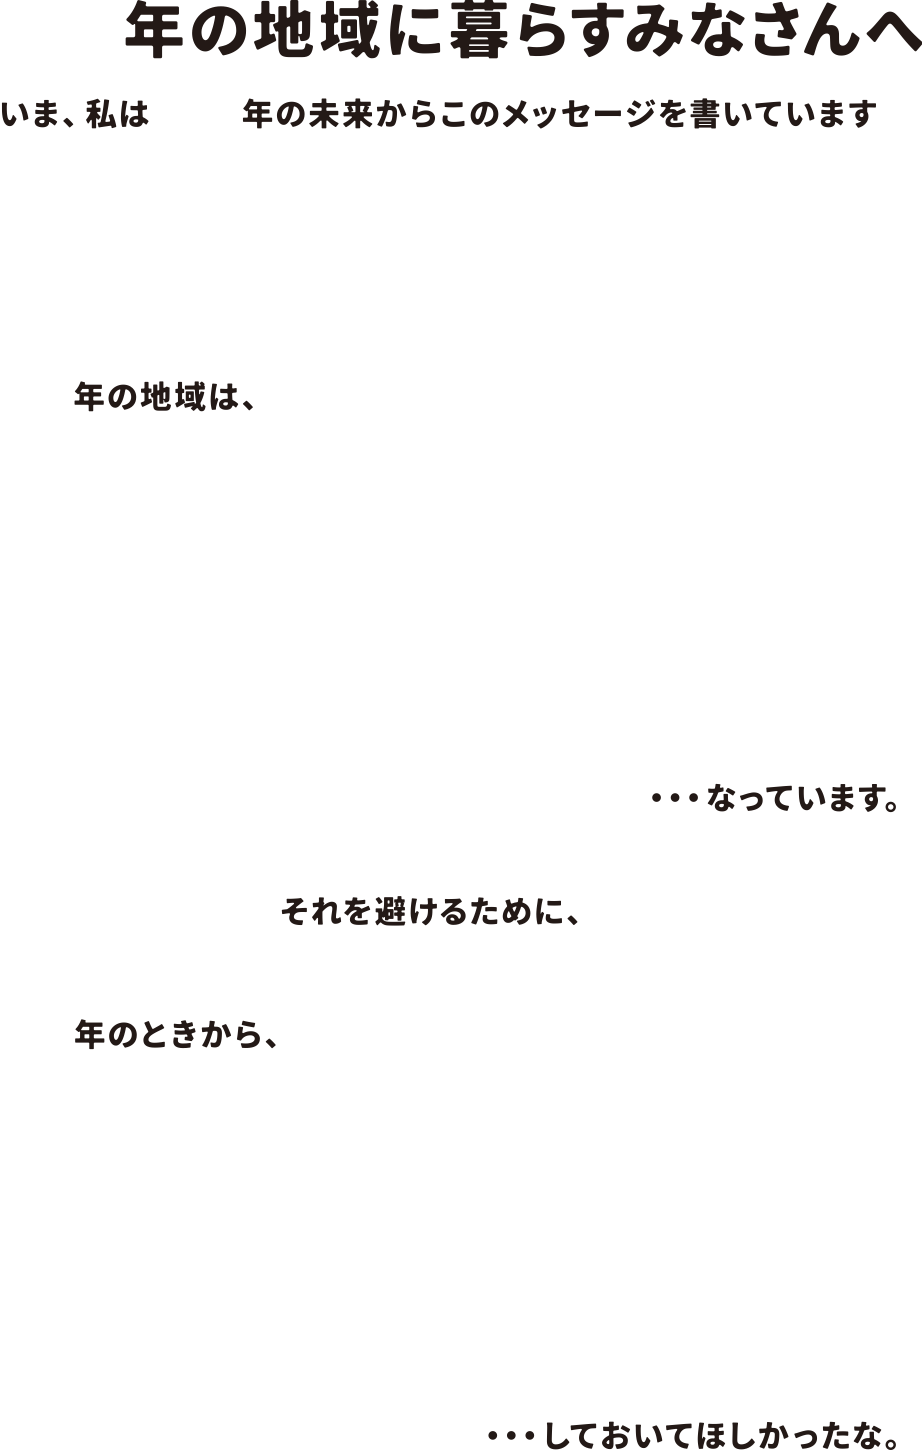 年の地域に暮らすみなさんへ
いま、私は 年の未来からこのメッセージを書いています
年の地域は、
・・・なっています。
それを避けるために、
年のときから、
・・・しておいてほしかったな。